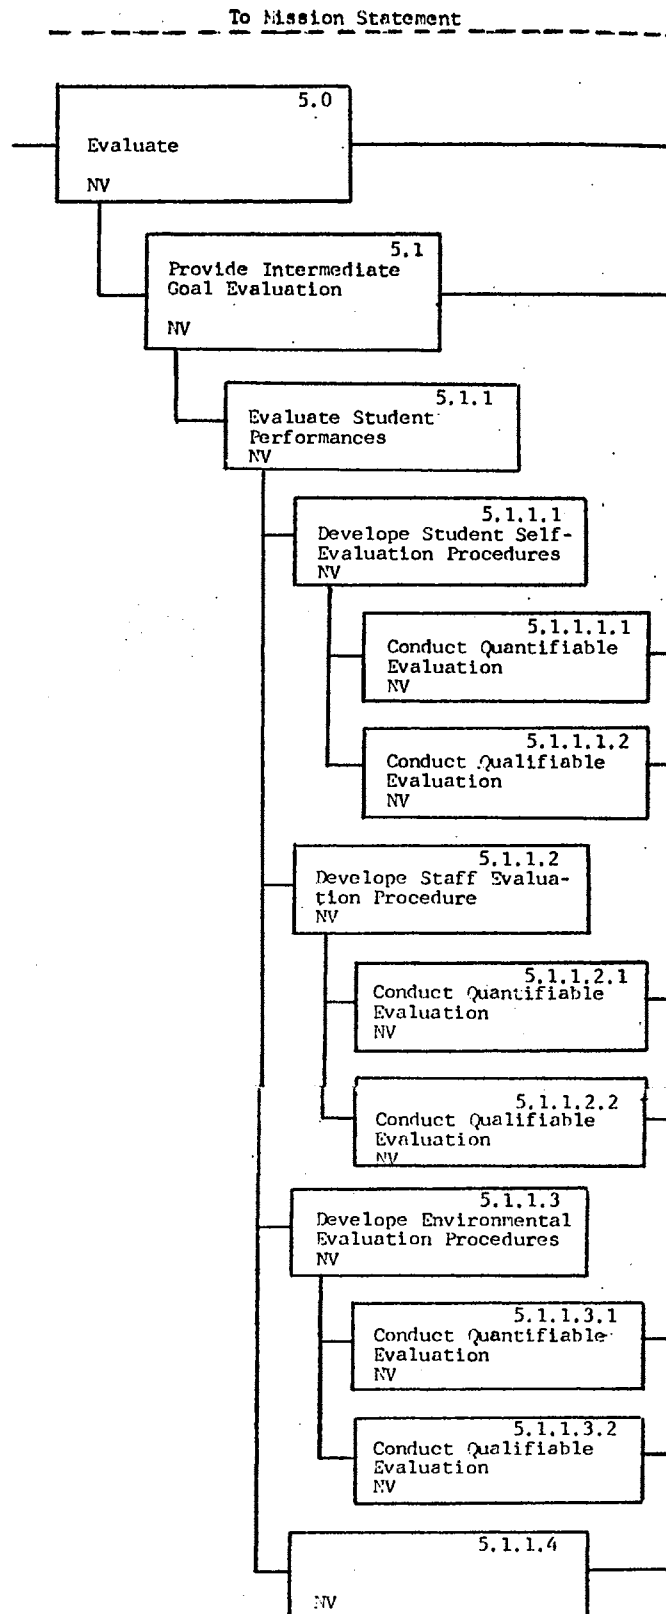 To Mission Statement
5.0
Evaluate
NV
5.1
Provide Intermediate
Goal Evaluation
NV
5.1.1
Evaluate Student
Performances
NV
5.1.1.1
Develope Student Self-
Evaluation Procedures
NV
5.1.1.1.1
Conduct Quantifiable
Evaluation
NV
5.1.1.1.2
Conduct Qualifiable
Evaluation
NV
5.1.1.2
Develope Staff Evalua-
tion Procedure
NV
5.1.1.2.1
Conduct Quantifiable
Evaluation
NV
5.1.1.2.2
Conduct Qualifiable
Evaluation
NV
5.1.1.3
Develope Environmental
Evaluation Procedures
NV
5.1.1.3.1
Conduct Quantifiable
Evaluation
NV
5.1.1.3.2
Conduct Qualifiable
Evaluation
NV
5.1.1.4
NV